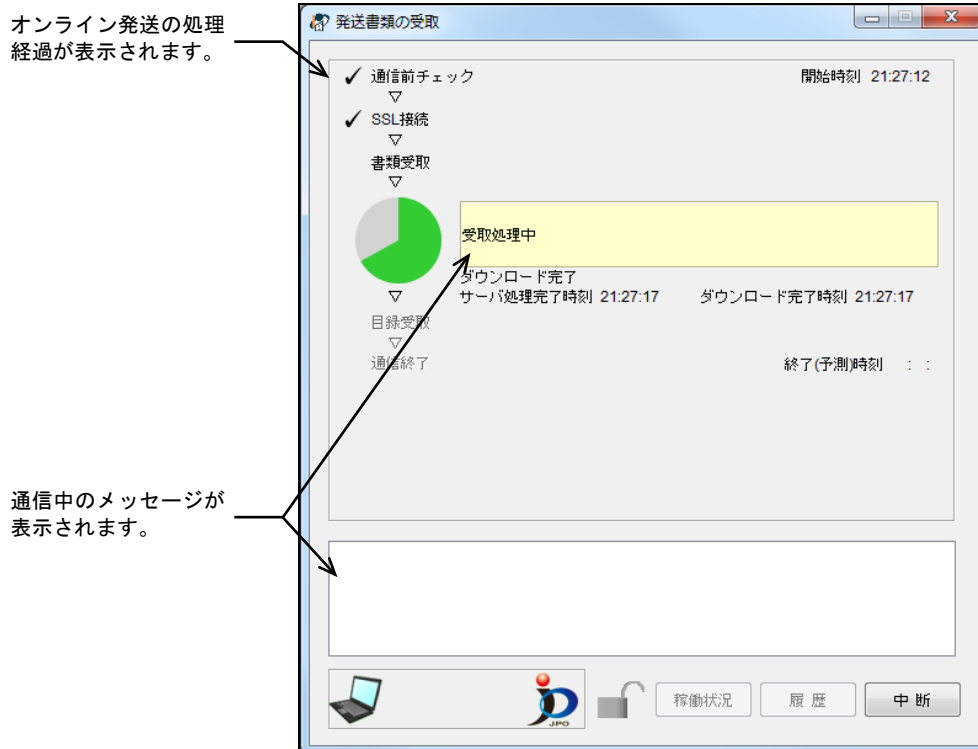 オンライン発送の処理
経過が表示されます。
発送書類の受取
通信前チェック
開始時刻 21:27:12
▽
SSL接続
▽
書類受取
▽
受取処理中
ダウンロード完了
▽
サーバ処理完了時刻 21:27:17 ダウンロード完了時刻 21:27:17
目録受取
▽
通信終了
終了(予測)時刻 : :
通信中のメッセージが
表示されます。
JPO
稼働状況
履 歴
中 断